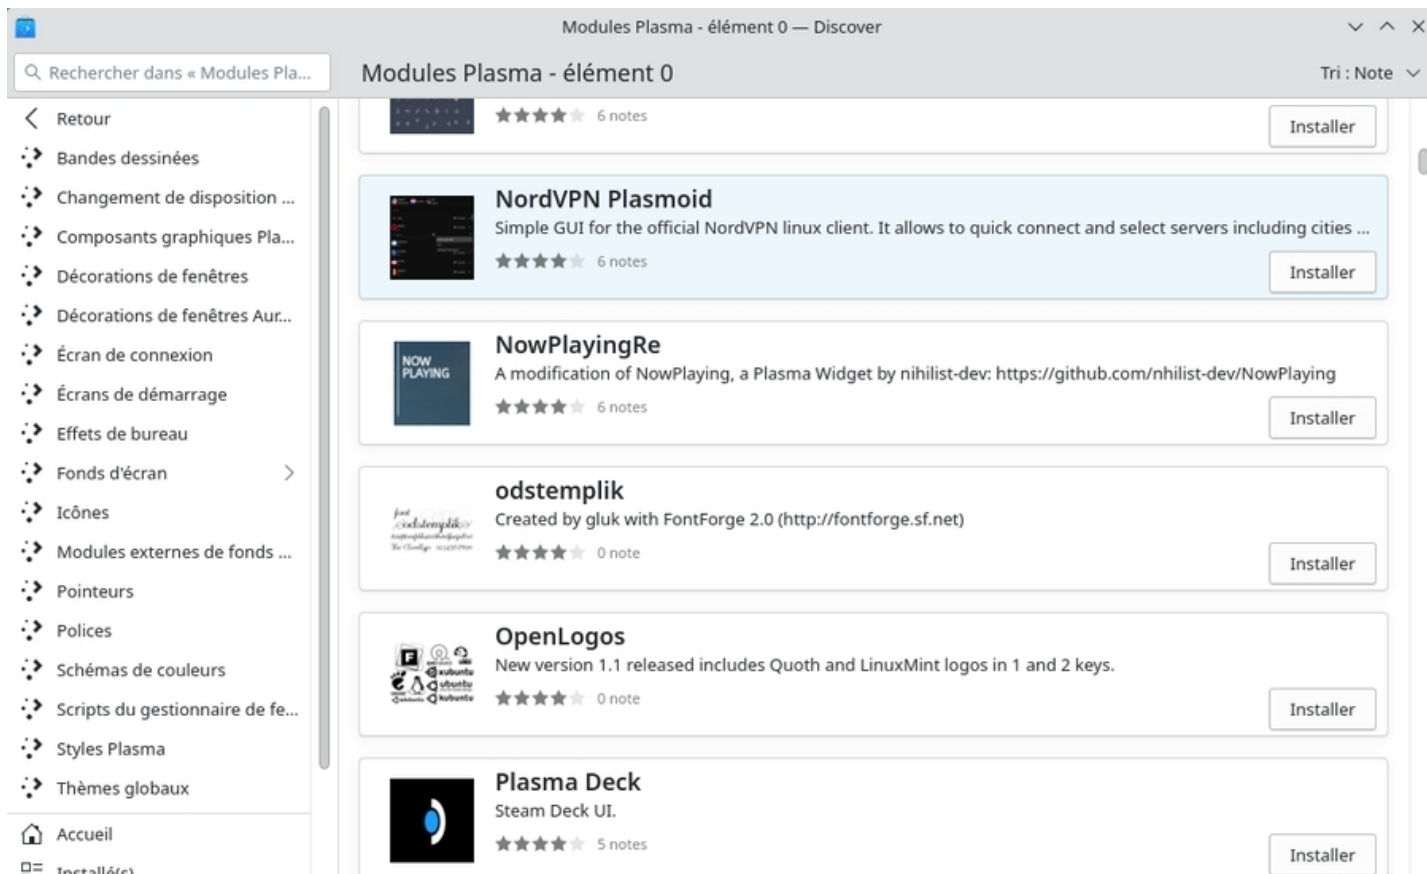 Modules Plasma - élément 0 — Discover
Rechercher dans « Modules Pla...
Modules Plasma - élément 0
Tri : Note
Retour
Bandes dessinées
Changement de disposition ...
Composants graphiques Pla...
Décorations de fenêtres
Décorations de fenêtres Aur...
Écran de connexion
Écrans de démarrage
Effets de bureau
Fonds d'écran
Icônes
Modules externes de fonds ...
Pointeurs
Polices
Schémas de couleurs
Scripts du gestionnaire de fe...
Styles Plasma
Thèmes globaux
Accueil
Installé(s)
6 notes
Installer
NordVPN Plasmoid
Simple GUI for the official NordVPN linux client. It allows to quick connect and select servers including cities ...
6 notes
Installer
NOW
PLAYING
NowPlayingRe
A modification of NowPlaying, a Plasma Widget by nihilist-dev: https://github.com/nhilist-dev/NowPlaying
6 notes
Installer
font
odstemplik
odstemplik
Created by gluk with FontForge 2.0 (http://fontforge.sf.net)
0 note
Installer
xubuntu
ubuntu
kubuntu
OpenLogos
New version 1.1 released includes Quoth and LinuxMint logos in 1 and 2 keys.
0 note
Installer
Plasma Deck
Steam Deck UI.
5 notes
Installer